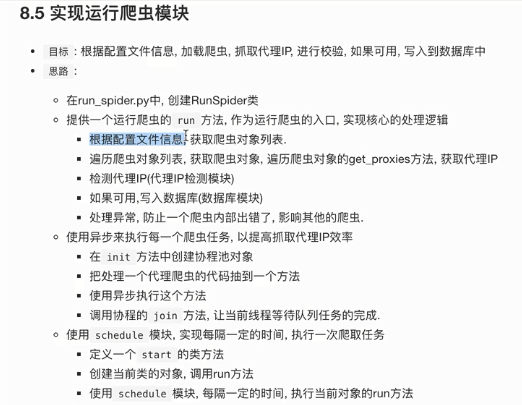 8.5 实现运行爬虫模块
目标 : 根据配置文件信息, 加载爬虫, 抓取代理IP, 进行校验, 如果可用, 写入到数据库中
思路 :
在run_spider.py中, 创建RunSpider类
提供一个运行爬虫的 run 方法, 作为运行爬虫的入口, 实现核心的处理逻辑
根据配置文件信息, 获取爬虫对象列表.
遍历爬虫对象列表, 获取爬虫对象, 遍历爬虫对象的get_proxies方法, 获取代理IP
检测代理IP(代理IP检测模块)
如果可用,写入数据库(数据库模块)
处理异常, 防止一个爬虫内部出错了, 影响其他的爬虫.
使用异步来执行每一个爬虫任务, 以提高抓取代理IP效率
在 init 方法中创建协程池对象
把处理一个代理爬虫的代码抽到一个方法
使用异步执行这个方法
调用协程的 join 方法, 让当前线程等待队列任务的完成.
使用 schedule 模块, 实现每隔一定的时间, 执行一次爬取任务
定义一个 start 的类方法
创建当前类的对象, 调用run方法
使用 schedule 模块, 每隔一定的时间, 执行当前对象的run方法